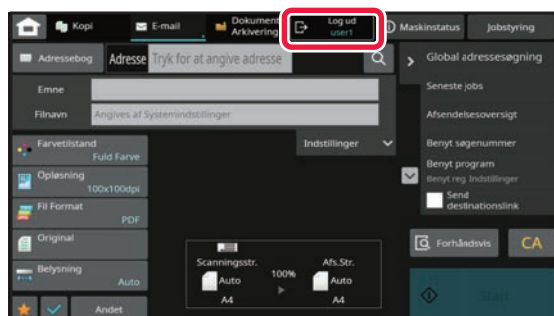 Kopi
E-mail
Dokument
Arkivering
Log ud
user1
Maskinstatus
Jobstyring
Adressebog
Adresse
Tryk for at angive adresse
Global adressesøgning
Emne
Seneste jobs
Filnavn
Angives af Systemindstillinger
Afsendelsesoversigt
Farvetilstand
Fuld Farve
Indstillinger
Benyt søgenummer
Opløsning
100x100dpi
Benyt program
Benyt reg. Indstillinger
Fil Format
PDF
Send
destinationslink
Original
Forhåndsvis
CA
Scanningsstr.
Afs.Str.
Belysning
Auto
Auto
100%
Auto
A4
A4
Andet
Start